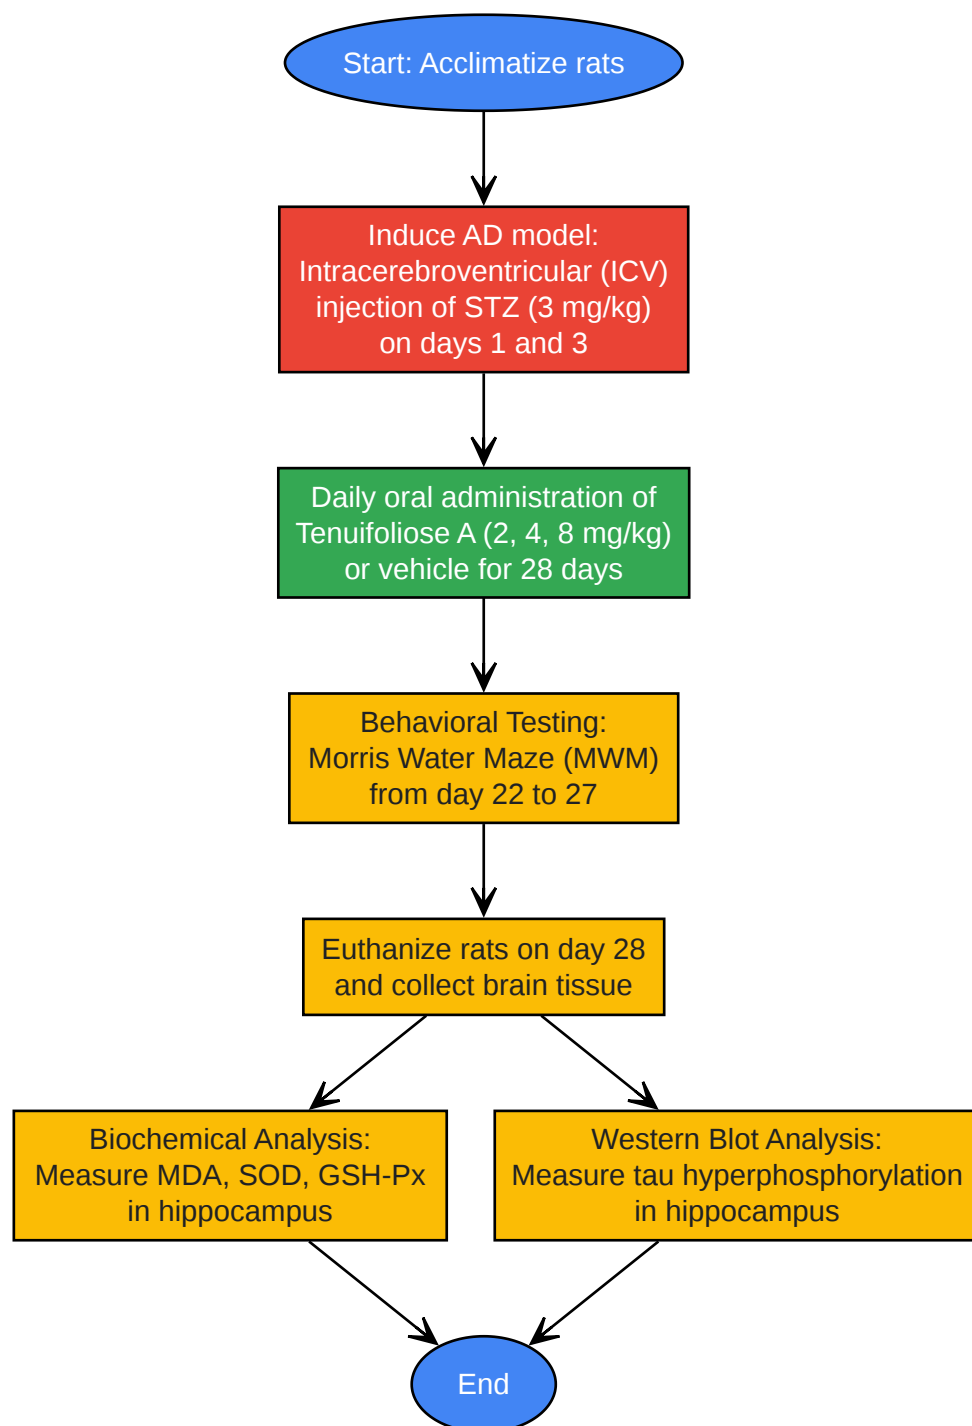 Start: Acclimatize rats
Induce AD model:
Intracerebroventricular (ICV)
injection of STZ (3 mg/kg)
on days 1 and 3
Daily oral administration of
Tenuifoliose A (2, 4, 8 mg/kg)
or vehicle for 28 days
Behavioral Testing:
Morris Water Maze (MWM)
from day 22 to 27
Euthanize rats on day 28
and collect brain tissue
Biochemical Analysis:
Measure MDA, SOD, GSH-Px
in hippocampus
Western Blot Analysis:
Measure tau hyperphosphorylation
in hippocampus
End